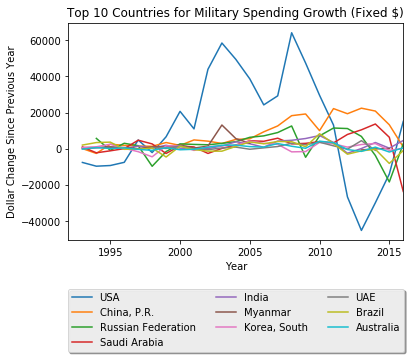 Top 10 Countries for Military Spending Growth (Fixed $)
Dollar Change Since Previous Year
60000
40000
20000
0
−20000
−40000
1995 2000 2005 2010 2015
Year
USA India UAE
China, P.R. Myanmar Brazil
Russian Federation Korea, South Australia
Saudi Arabia